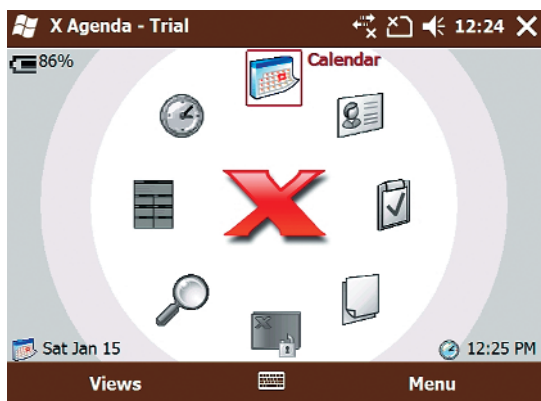 X Agenda - Trial 12:24
86% Calendar
Sat Jan 15 12:25 PM
Views Menu